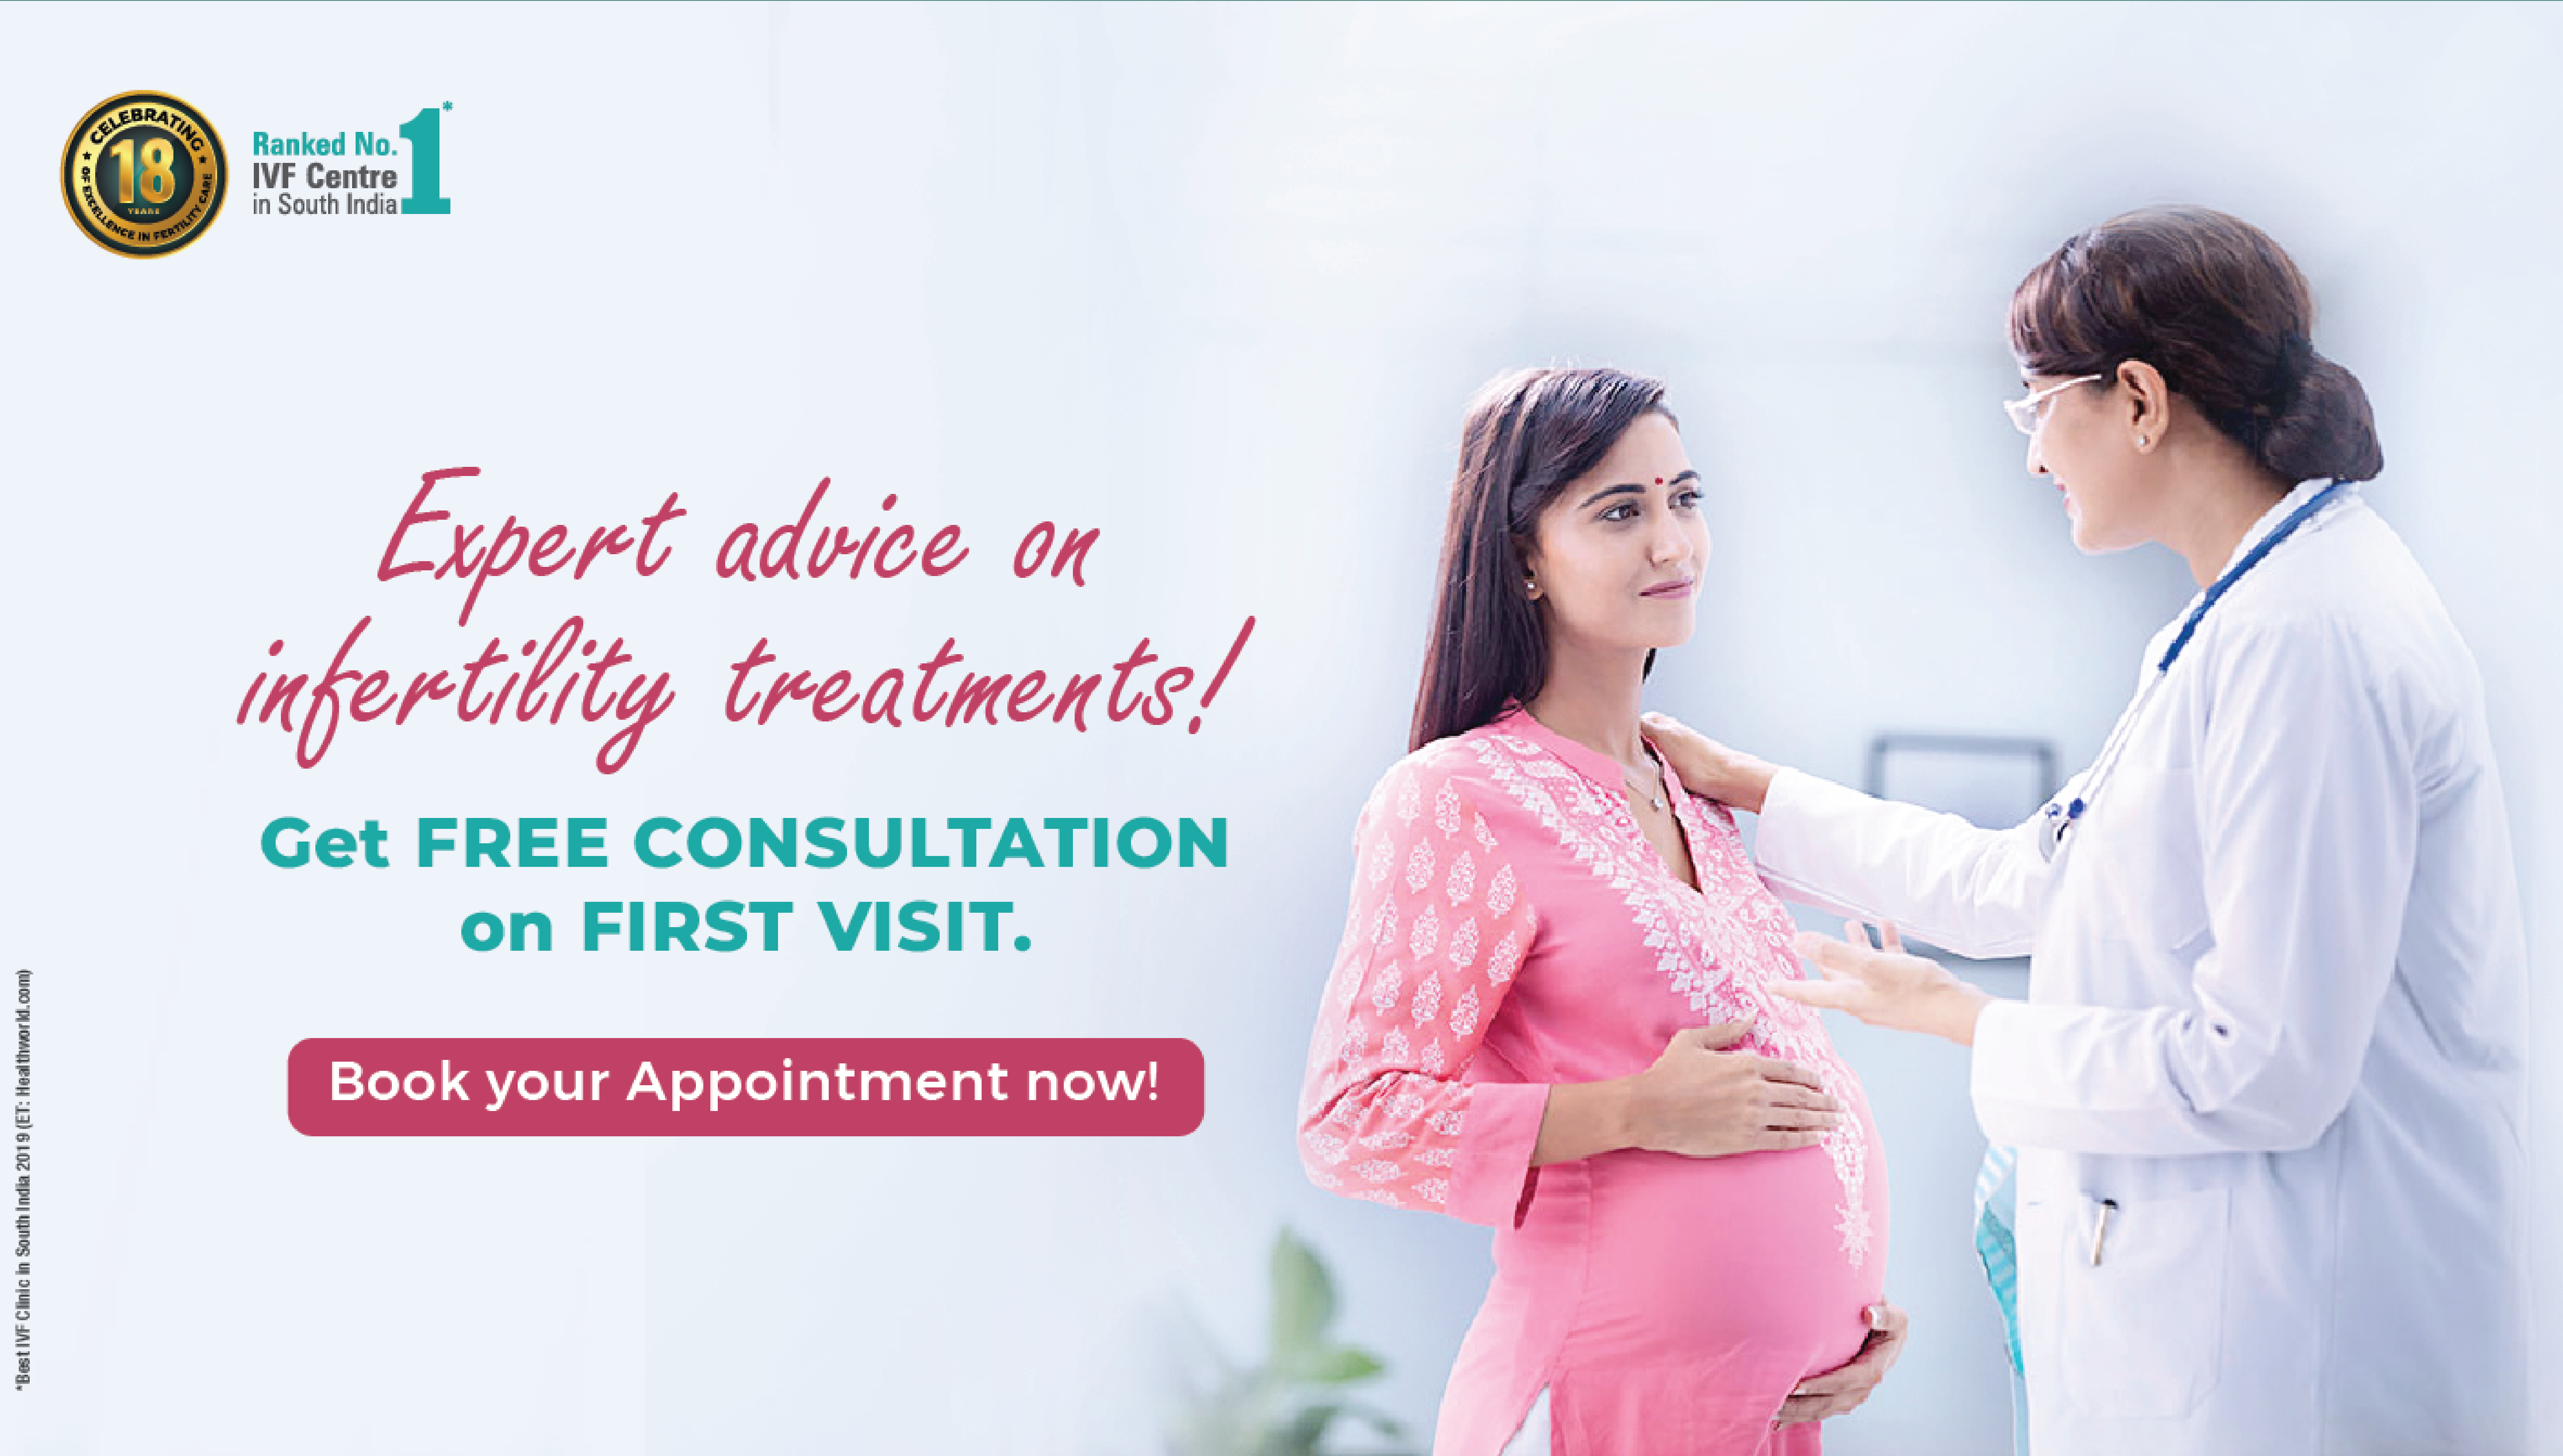 CELEBRATING
18
YEARS
OF EXCELLENCE IN FERTILITY CARE
Ranked No. 1*
IVF Centre
in South India
Expert advice on
infertility treatments!
Get FREE CONSULTATION
on FIRST VISIT.
Book your Appointment now!
*Best IVF Clinic in South India 2019 (ET: Healthworld.com)